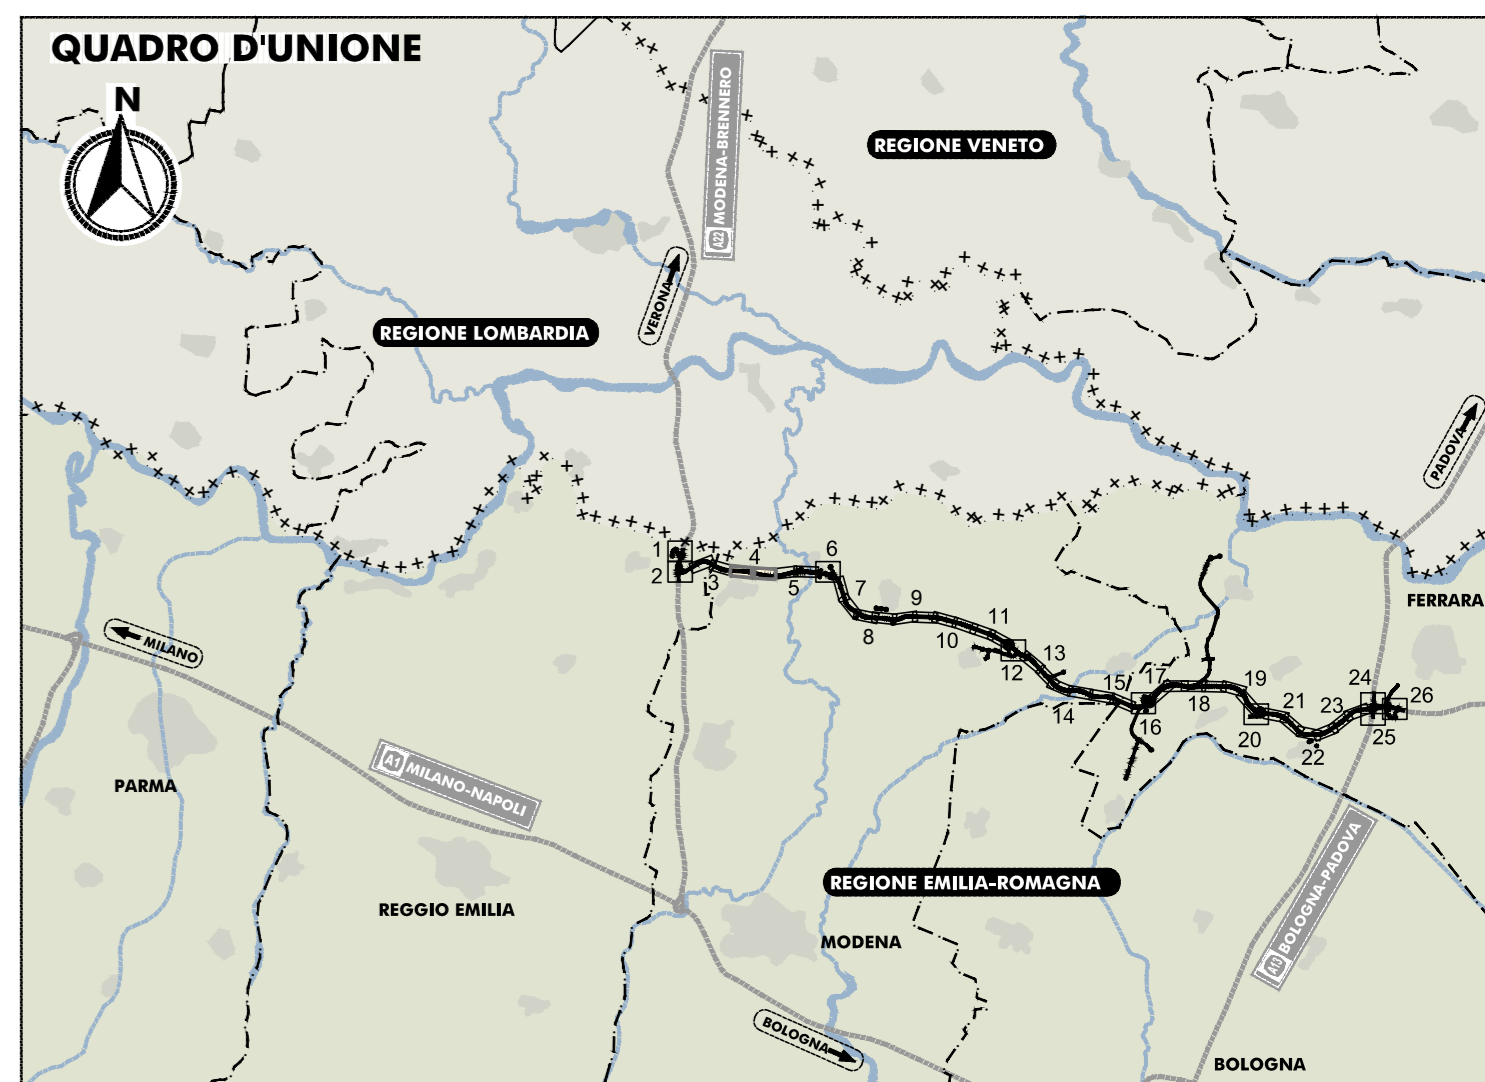 QUADRO D'UNIONE
N
A22 MODENA-BRENNERO
REGIONE VENETO
VERONA
REGIONE LOMBARDIA
PADOVA
1
2
3
4
5
6
7
8
9
10
11
12
13
14
15
16
17
18
19
20
21
22
23
24
25
26
FERRARA
MILANO
PARMA
A1 MILANO-NAPOLI
REGGIO EMILIA
REGIONE EMILIA-ROMAGNA
MODENA
A13 BOLOGNA-PADOVA
BOLOGNA
BOLOGNA